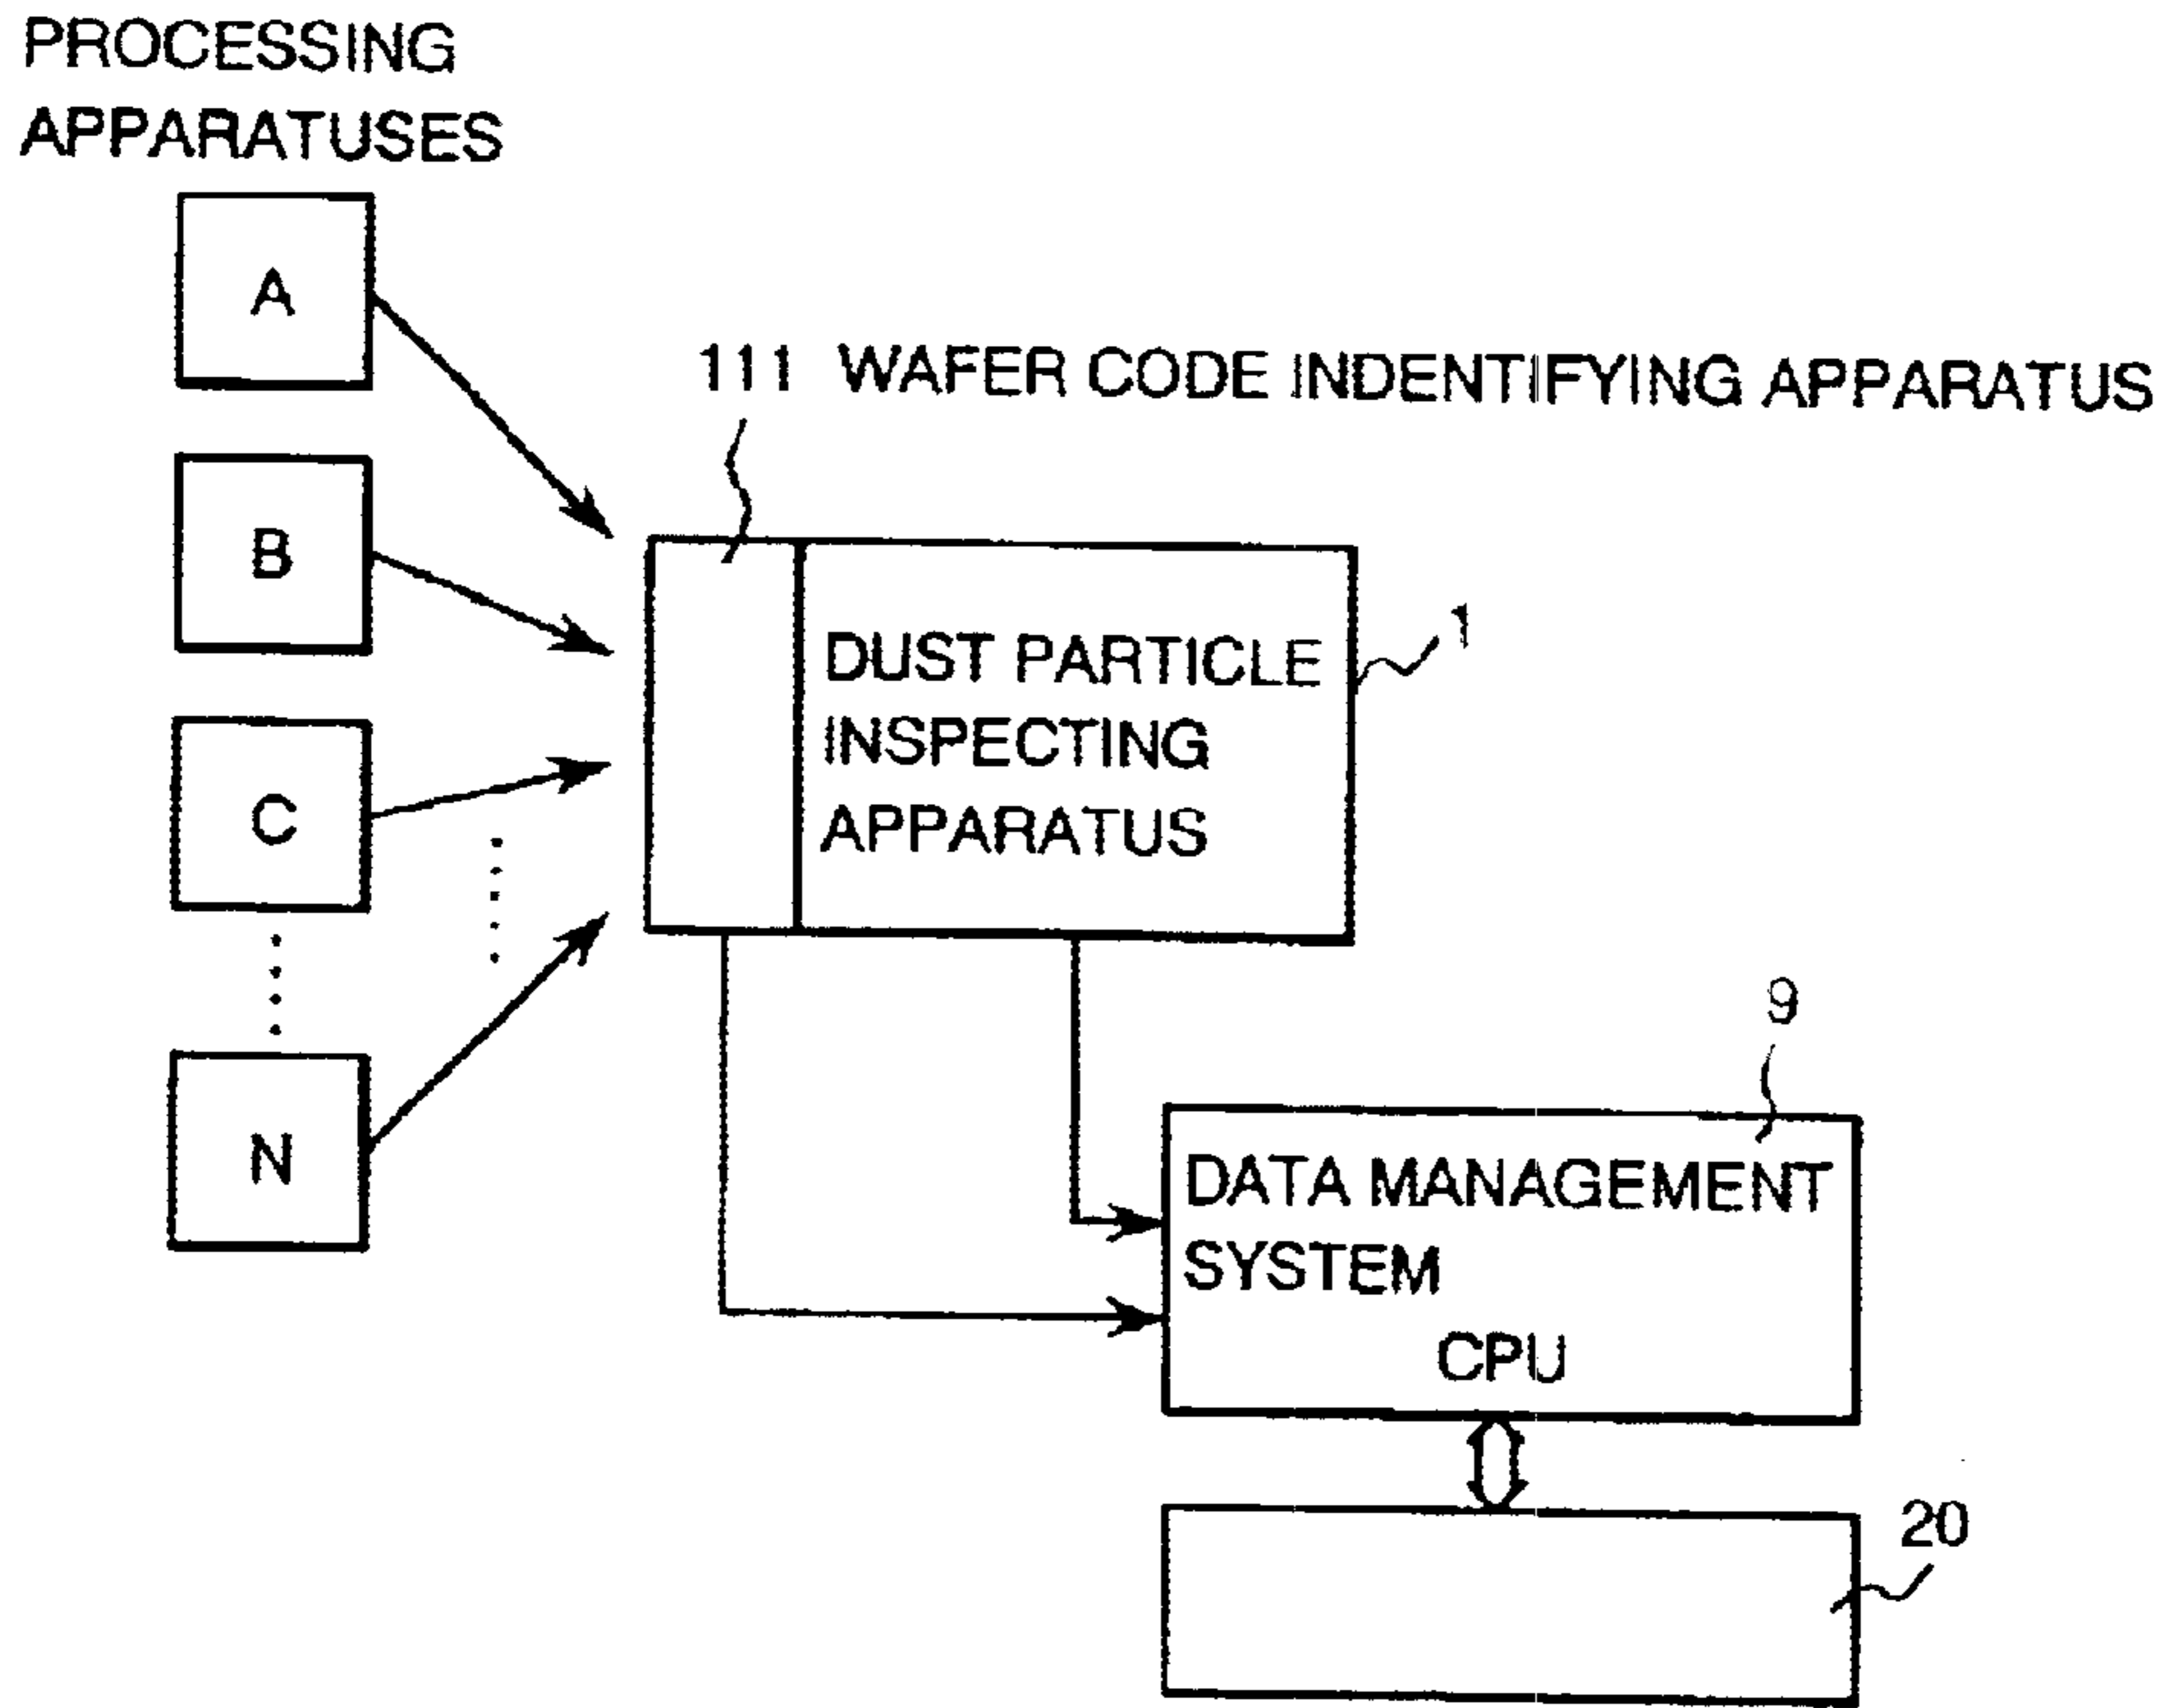 PROCESSING
APPARATUSES
A
111 WAFER CODE INDENTIFYING APPARATUS
B
DUST PARTICLE
INSPECTING
APPARATUS
1
C
N
9
DATA MANAGEMENT
SYSTEM
CPU
20